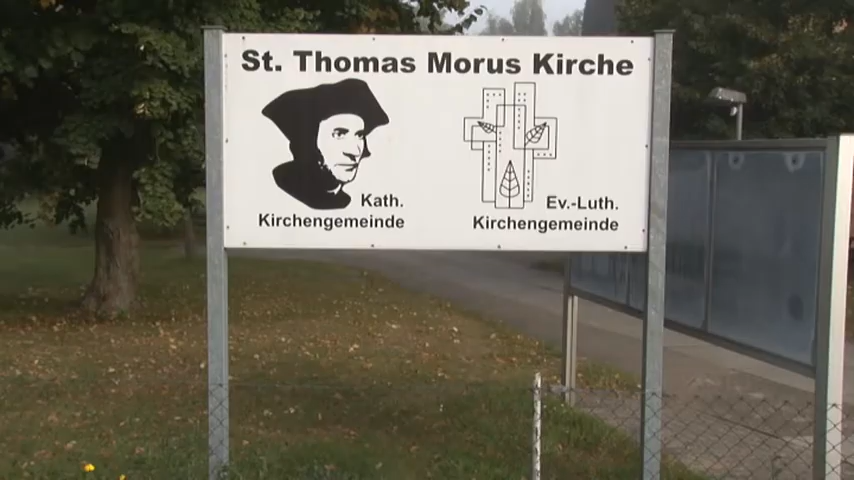 St. Thomas Morus Kirche
Kath.
Kirchengemeinde
Ev.-Luth.
Kirchengemeinde